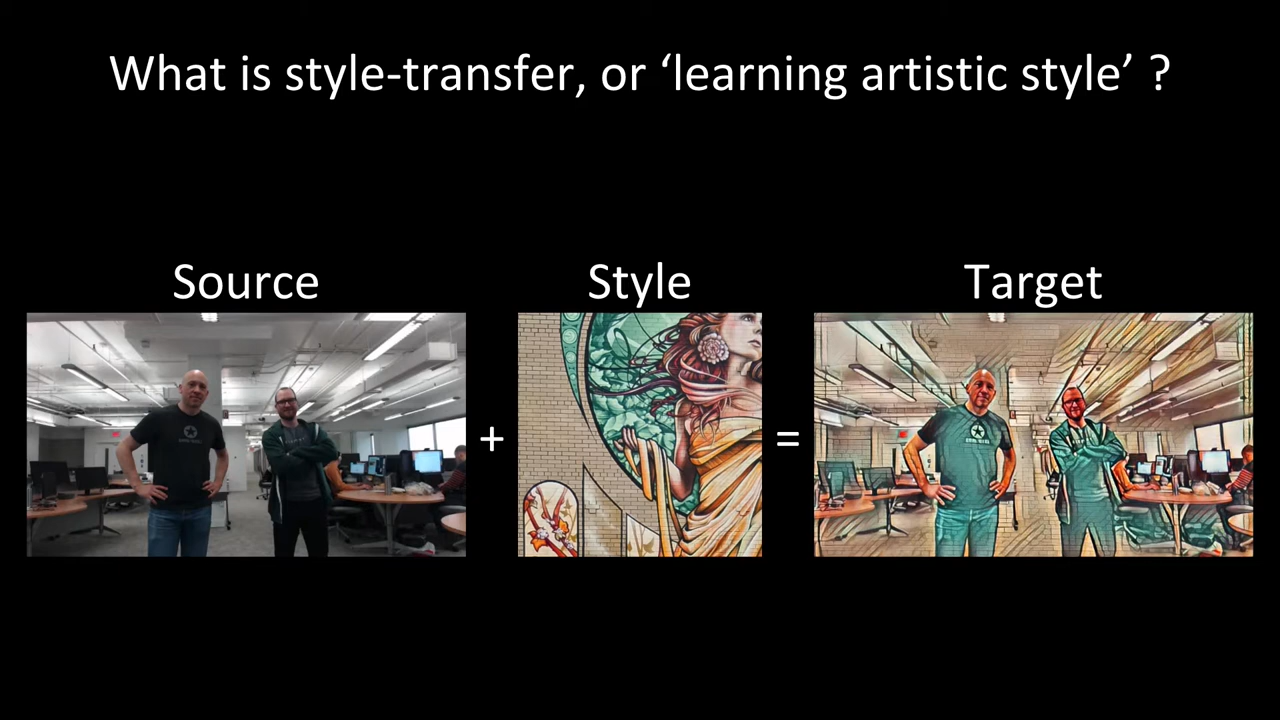 What is style-transfer, or ‘learning artistic style’ ?
Source
Style
Target
+
=